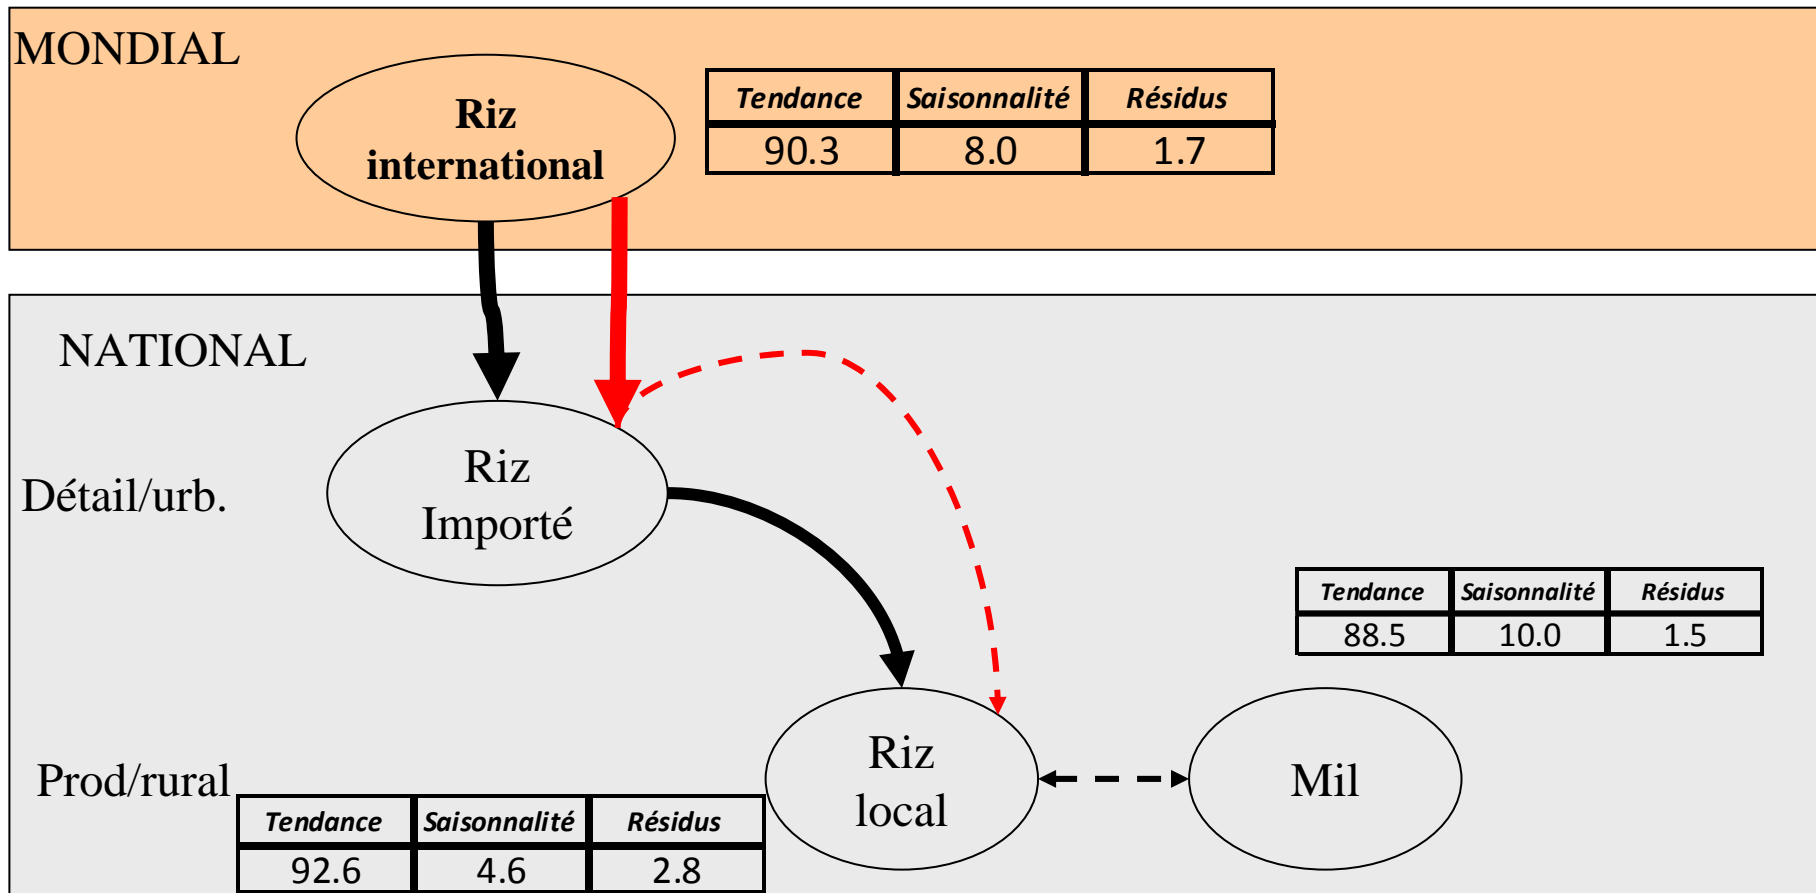 MONDIAL
Riz
international
Tendance Saisonnalité Résidus
90.3 8.0 1.7
NATIONAL
Détail/urb.
Riz
Importé
Tendance Saisonnalité Résidus
88.5 10.0 1.5
Prod/rural
Riz
local
Mil
Tendance Saisonnalité Résidus
92.6 4.6 2.8